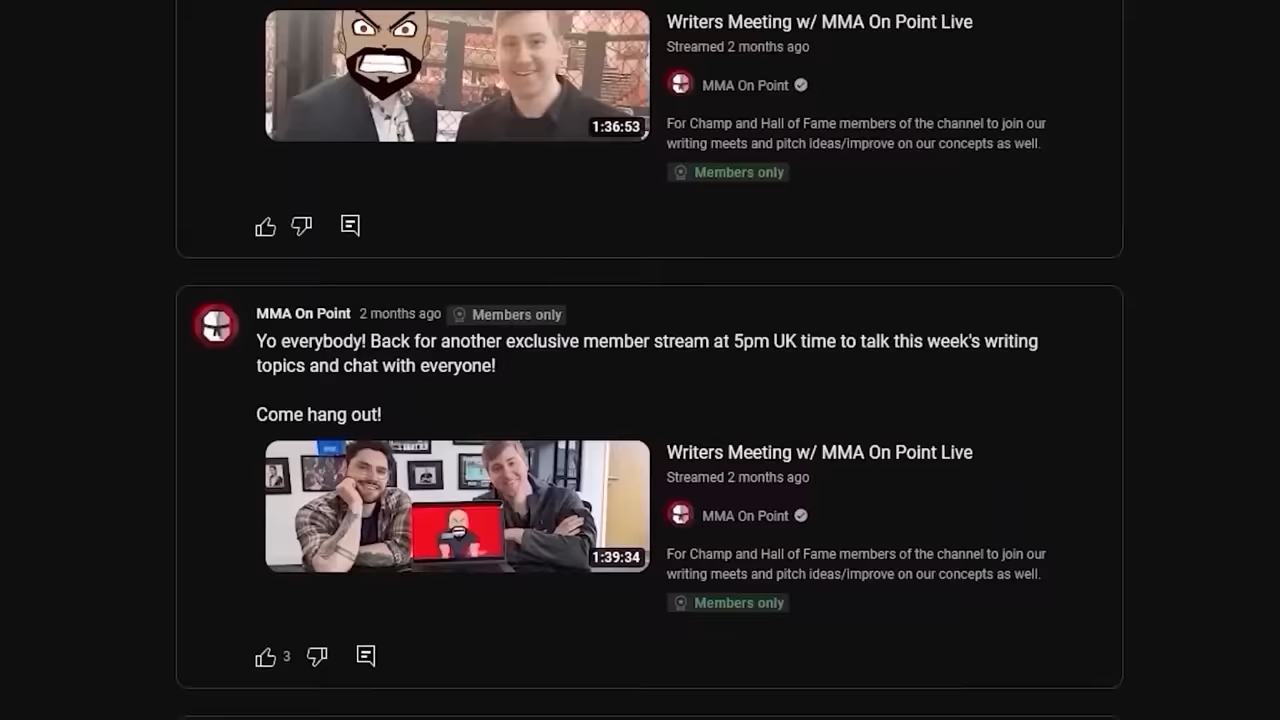 Writers Meeting w/ MMA On Point Live
Streamed 2 months ago
MMA On Point
1:36:53
For Champ and Hall of Fame members of the channel to join our
writing meets and pitch ideas/improve on our concepts as well.
Members only
MMA On Point 2 months ago Members only
Yo everybody! Back for another exclusive member stream at 5pm UK time to talk this week's writing
topics and chat with everyone!
Come hang out!
Writers Meeting w/ MMA On Point Live
Streamed 2 months ago
MMA On Point
1:39:34
For Champ and Hall of Fame members of the channel to join our
writing meets and pitch ideas/improve on our concepts as well.
Members only
3